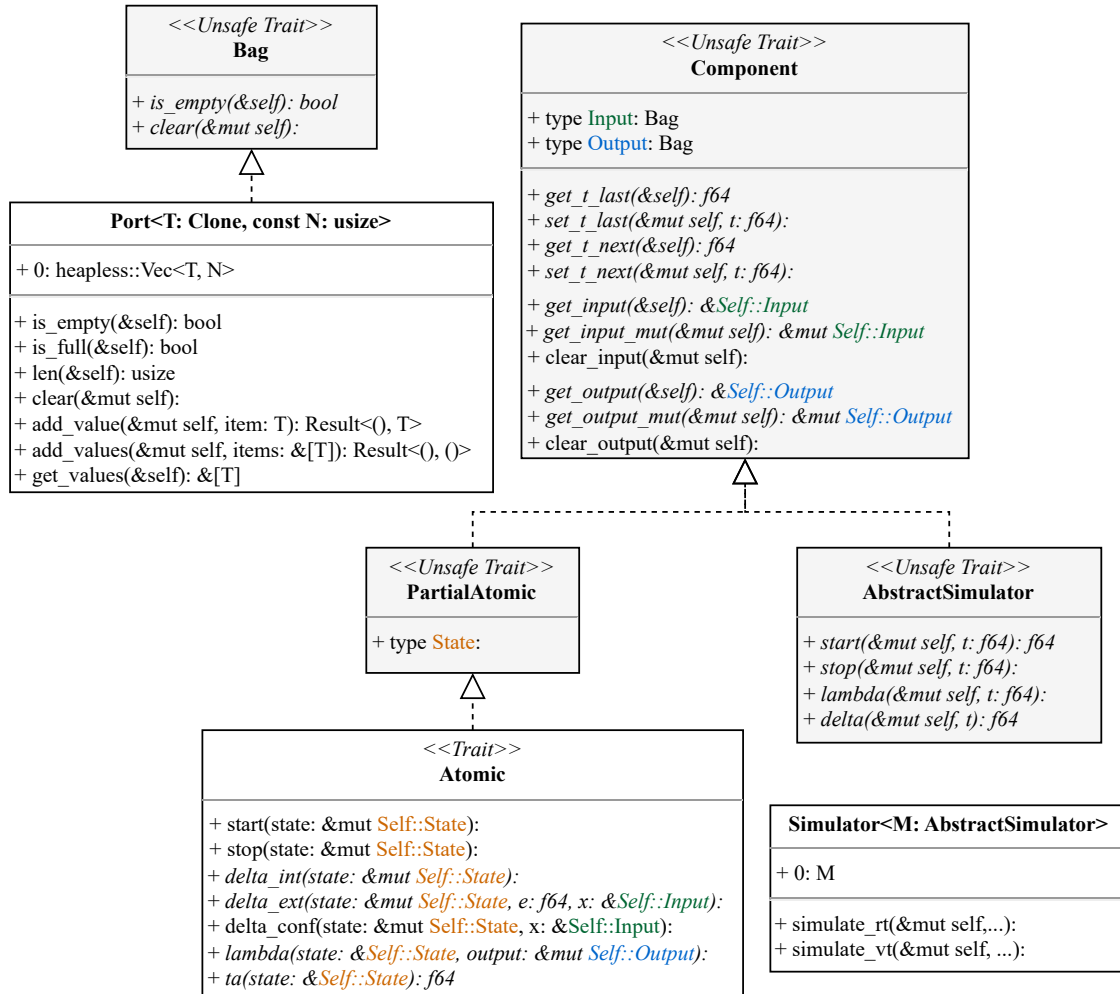 <<Unsafe Trait>>
Bag
+ is_empty(&self): bool
+ clear(&mut self):
Port<T: Clone, const N: usize>
+ 0: heapless::Vec<T, N>
+ is_empty(&self): bool
+ is_full(&self): bool
+ len(&self): usize
+ clear(&mut self):
+ add_value(&mut self, item: T): Result<(), T>
+ add_values(&mut self, items: &[T]): Result<(), ()>
+ get_values(&self): &[T]
<<Unsafe Trait>>
Component
+ type Input: Bag
+ type Output: Bag
+ get_t_last(&self): f64
+ set_t_last(&mut self, t: f64):
+ get_t_next(&self): f64
+ set_t_next(&mut self, t: f64):
+ get_input(&self): &Self::Input
+ get_input_mut(&mut self): &mut Self::Input
+ clear_input(&mut self):
+ get_output(&self): &Self::Output
+ get_output_mut(&mut self): &mut Self::Output
+ clear_output(&mut self):
<<Unsafe Trait>>
PartialAtomic
+ type State:
<<Unsafe Trait>>
AbstractSimulator
+ start(&mut self, t: f64): f64
+ stop(&mut self, t: f64):
+ lambda(&mut self, t: f64):
+ delta(&mut self, t): f64
<<Trait>>
Atomic
+ start(state: &mut Self::State):
+ stop(state: &mut Self::State):
+ delta_int(state: &mut Self::State):
+ delta_ext(state: &mut Self::State, e: f64, x: &Self::Input):
+ delta_conf(state: &mut Self::State, x: &Self::Input):
+ lambda(state: &Self::State, output: &mut Self::Output):
+ ta(state: &Self::State): f64
Simulator<M: AbstractSimulator>
+ 0: M
+ simulate_rt(&mut self,...):
+ simulate_vt(&mut self, ...):